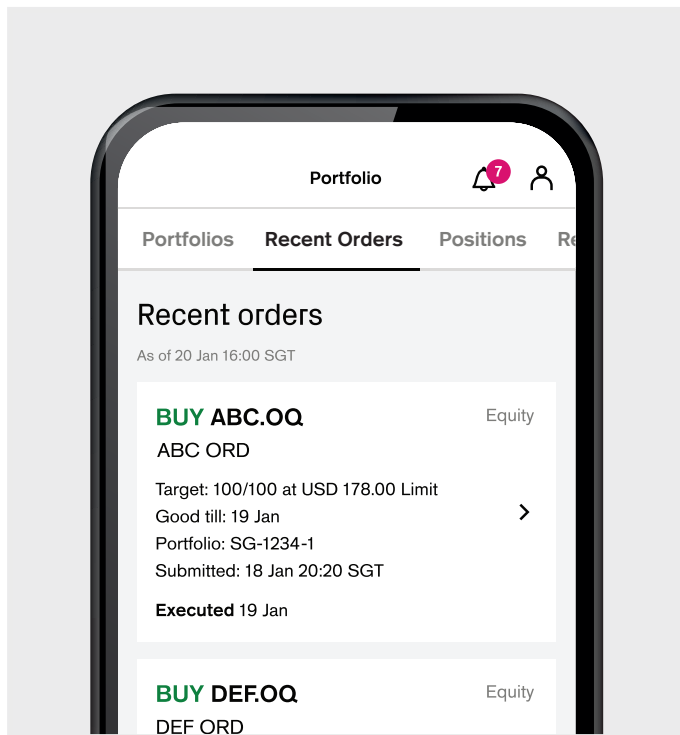 Portfolio
7
Portfolios Recent Orders Positions
Recent orders
As of 20 Jan 16:00 SGT
BUY ABC.OQ Equity
ABC ORD
Target: 100/100 at USD 178.00 Limit
Good till: 19 Jan
Portfolio: SG-1234-1
Submitted: 18 Jan 20:20 SGT
Executed 19 Jan
BUY DEF.OQ Equity
DEF ORD